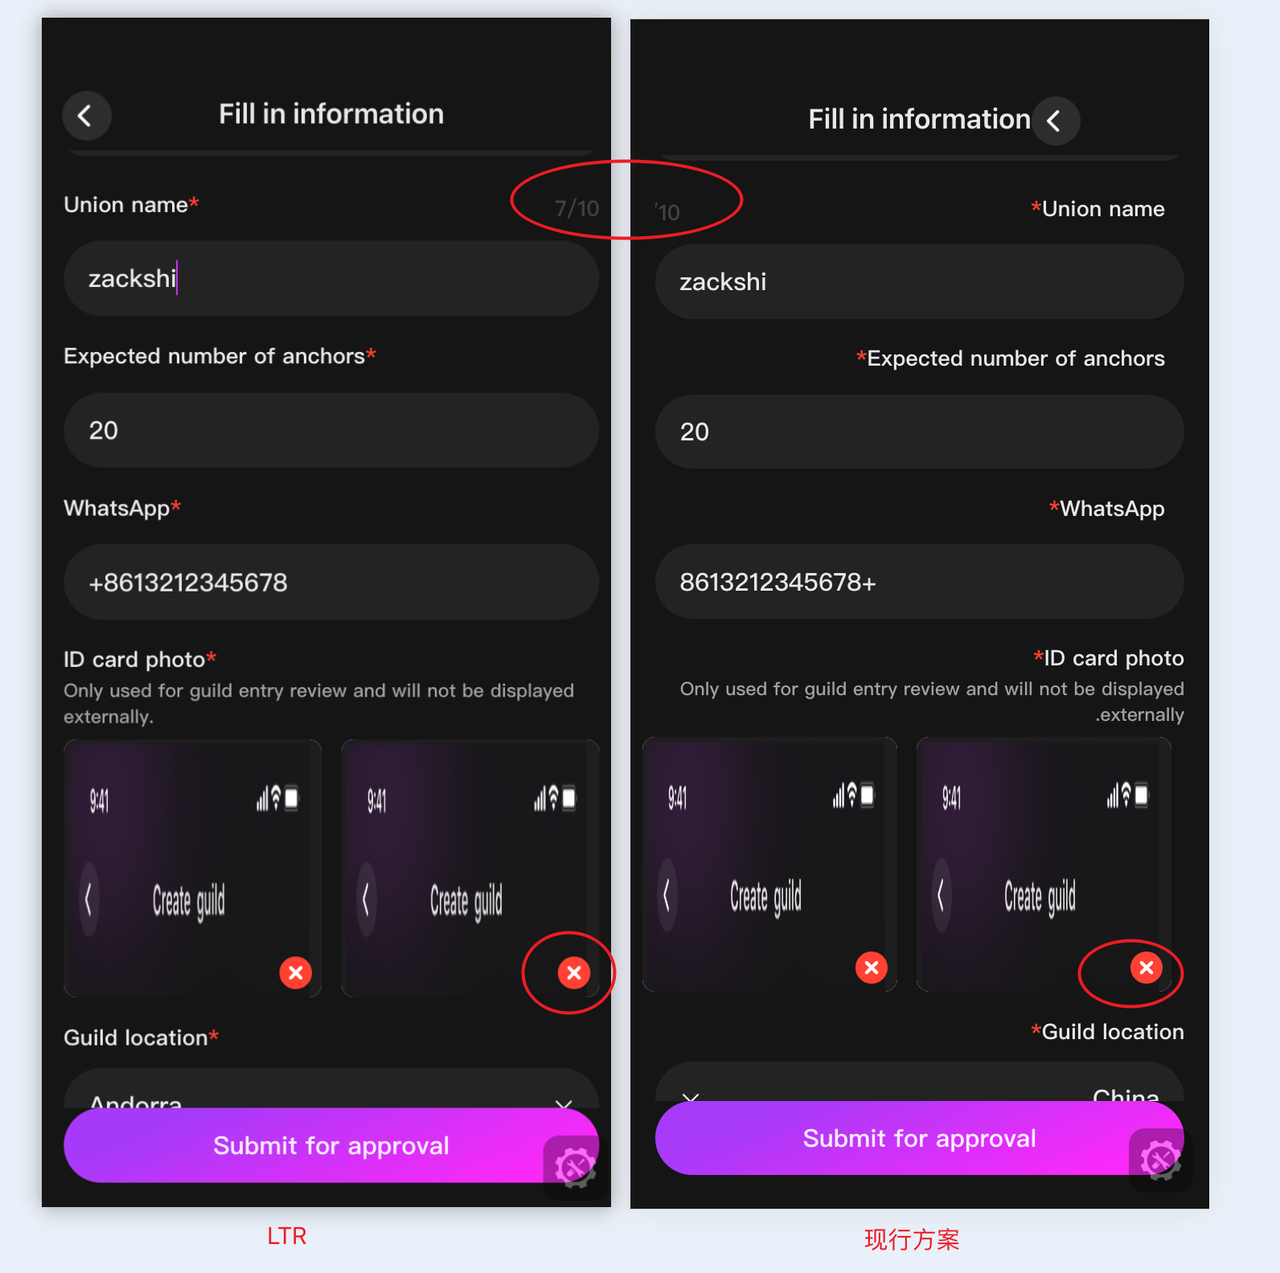 Fill in information
Union name*
7/10
zackshi
Expected number of anchors*
20
WhatsApp*
+8613212345678
ID card photo*
Only used for guild entry review and will not be displayed
externally.
9:41
Create guild
9:41
Create guild
Guild location*
Andorra
Submit for approval
LTR
Fill in information
/10
*Union name
zackshi
*Expected number of anchors
20
*WhatsApp
8613212345678+
*ID card photo
Only used for guild entry review and will not be displayed
.externally
9:41
Create guild
9:41
Create guild
*Guild location
China
Submit for approval
现行方案